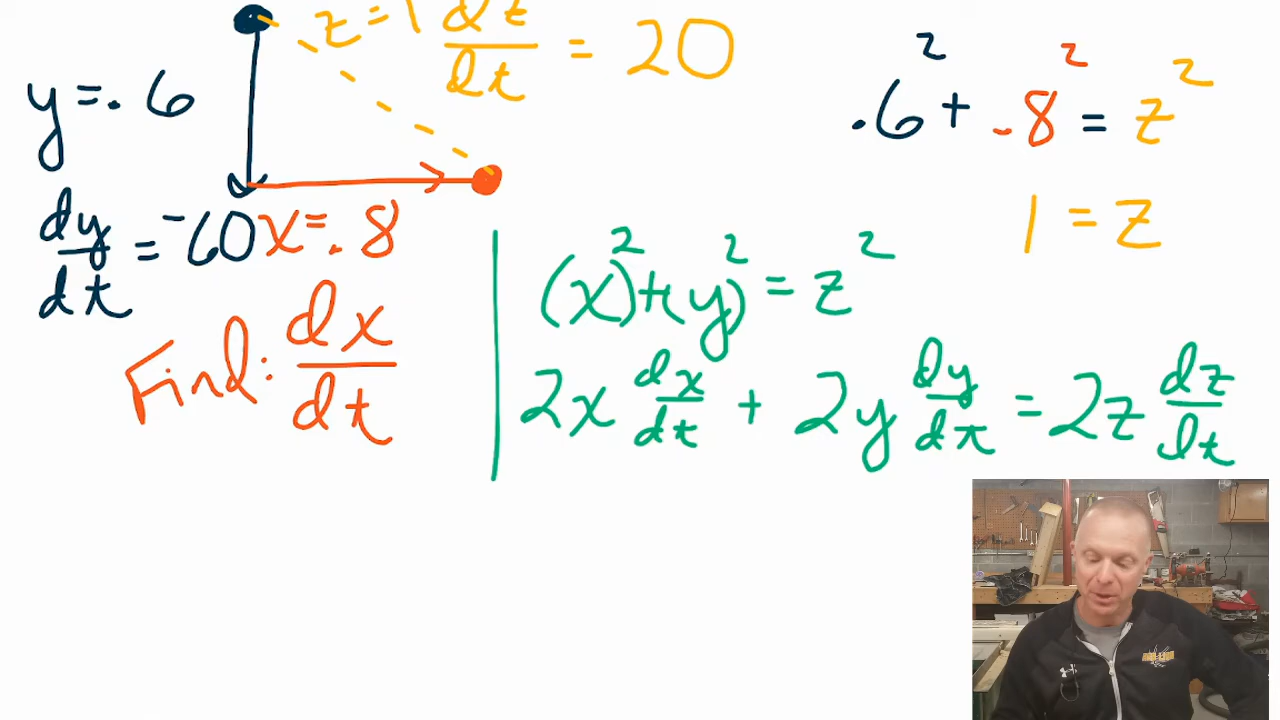 z = 1 dz/dt = 20
y = .6
.6² + .8² = z²
1 = z
dy/dt = -60
x = .8
Find: dx/dt
(x)² + (y)² = z²
2x dx/dt + 2y dy/dt = 2z dz/dt